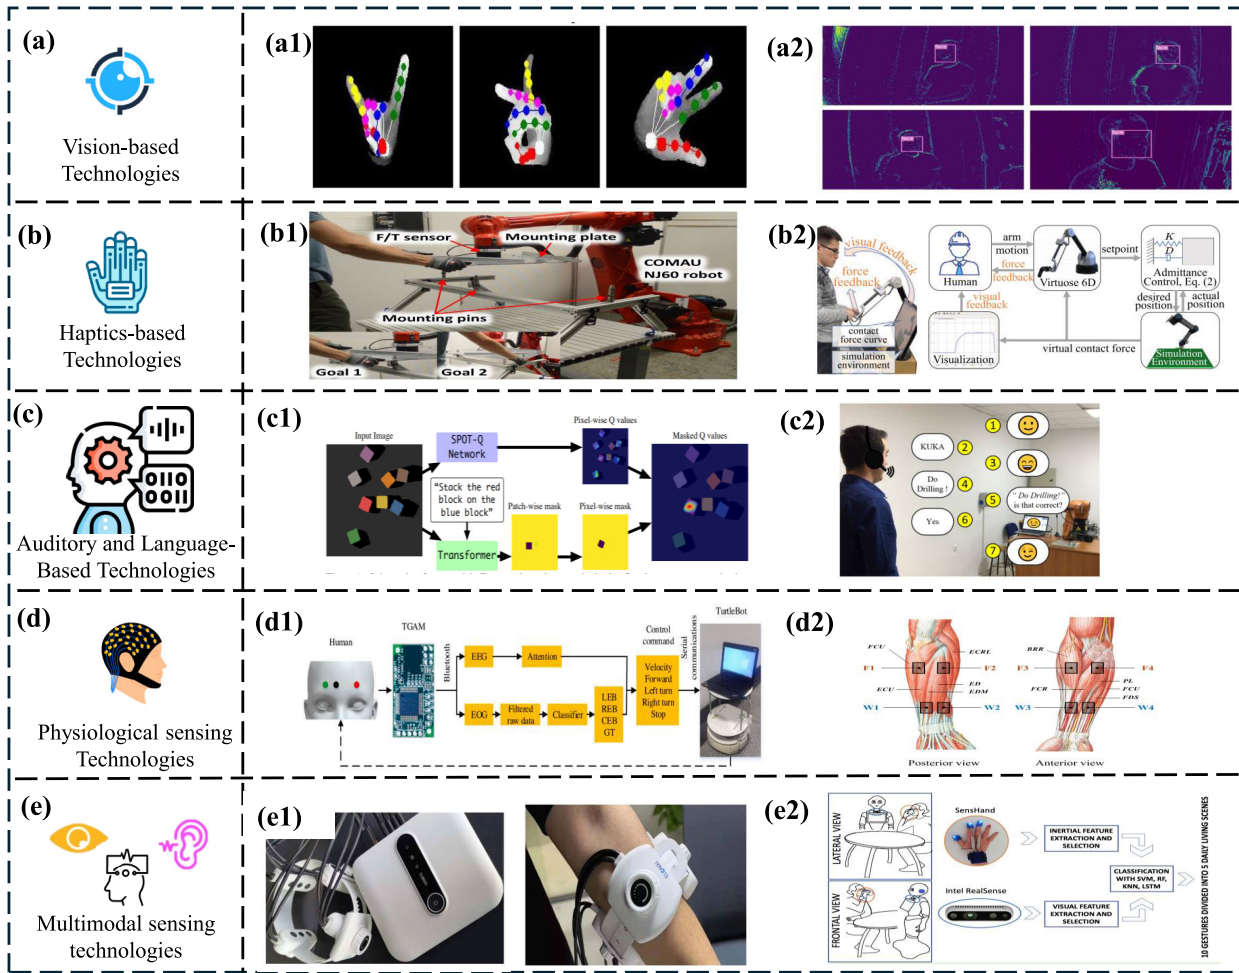 (a)
Vision-based
Technologies
(a1)
(a2)
(b)
Haptics-based
Technologies
(b1)
F/T sensor
Mounting plate
COMAU
NJ60 robot
Mounting pins
Goal 1
Goal 2
(b2)
visual feedback
force
feedback
contact
force curve
simulation
environment
Human
arm
motion
force
feedback
Virtuose 6D
setpoint
K
D
Admittance
Control, Eq. (2)
visual
feedback
desired
position
actual
position
Visualization
virtual contact force
Simulation
Environment
(c)
Auditory and Language-
Based Technologies
(c1)
Input Image
SPOT-Q
Network
Pixel-wise Q values
Masked Q values
"Stack the red
block on the
blue block"
Patch-wise mask
Pixel-wise mask
Transformer
(c2)
1
KUKA
2
3
Do
Drilling !
4
5
" Do Drilling!"
is that correct?
Yes
6
7
(d)
Physiological sensing
Technologies
(d1)
Human
TGAM
Bluetooth
EEG
Attention
EOG
Filtered
raw data
Classifier
LEB
REB
CEB
GT
Control
command
Velocity
Forward
Left turn
Right turn
Stop
Serial
communications
TurtleBot
(d2)
FCU
ECRL
F1
F2
ECU
ED
EDM
W1
W2
Posterior view
BRR
F3
F4
PL
FCR
FCU
FDS
W3
W4
Anterior view
(e)
Multimodal sensing
technologies
(e1)
(e2)
LATERAL VIEW
FRONTAL VIEW
SensHand
INERTIAL FEATURE
EXTRACTION AND
SELECTION
Intel RealSense
VISUAL FEATURE
EXTRACTION AND
SELECTION
CLASSIFICATION
WITH SVM, RF,
KNN, LSTM
10 GESTURES DIVIDED INTO 5 DAILY LIVING SCENES